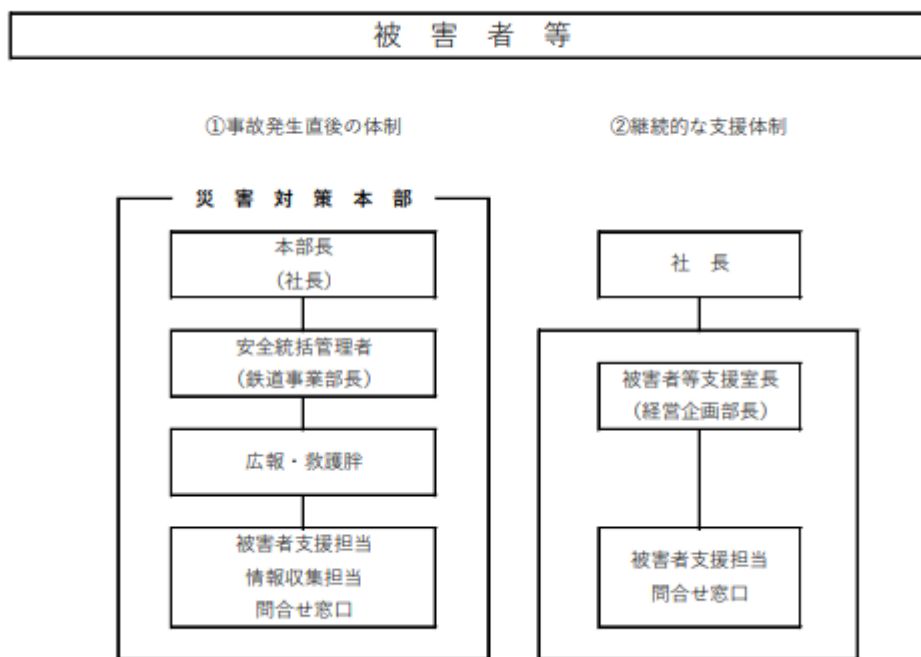 被害者等
①事故発生直後の体制
②継続的な支援体制
災害対策本部
本部長
(社長)
安全統括管理者
(鉄道事業部長)
広報・救護胖
被害者支援担当
情報収集担当
問合せ窓口
社長
被害者等支援室長
(経営企画部長)
被害者支援担当
問合せ窓口